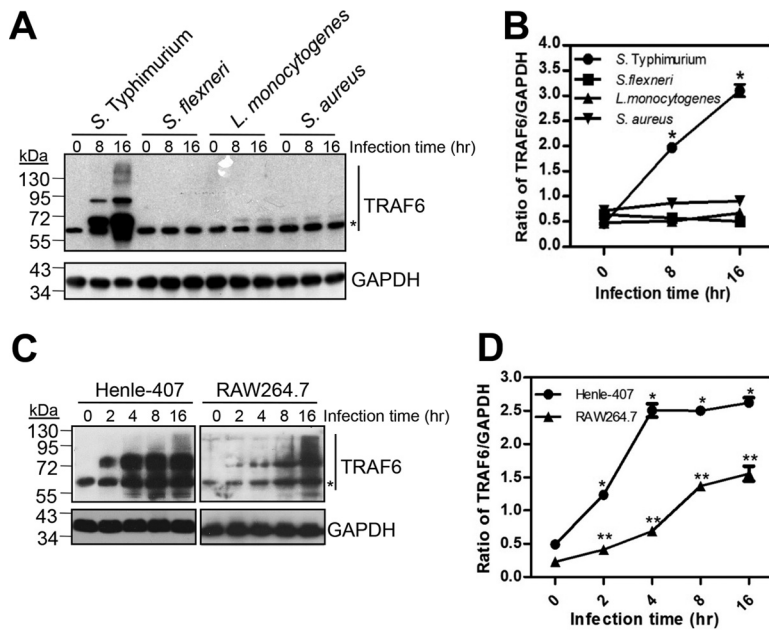 A
S. Typhimurium
S. flexneri
L. monocytogenes
S. aureus
0 8 16 0 8 16 0 8 16 0 8 16 Infection time (hr)
kDa
130
95
72
55
TRAF6
*
43
34
GAPDH
B
Ratio of TRAF6/GAPDH
4.0
3.5
3.0
2.5
2.0
1.5
1.0
0.5
0.0
S. Typhimurium
S.flexneri
L.monocytogenes
S. aureus
*
*
0 8 16
Infection time (hr)
C
Henle-407 RAW264.7
0 2 4 8 16 0 2 4 8 16 Infection time (hr)
kDa
130
95
72
55
TRAF6
*
43
34
GAPDH
D
Ratio of TRAF6/GAPDH
3.0
2.5
2.0
1.5
1.0
0.5
0.0
Henle-407
RAW264.7
* * * *
** ** ** **
0 2 4 8 16
Infection time (hr)